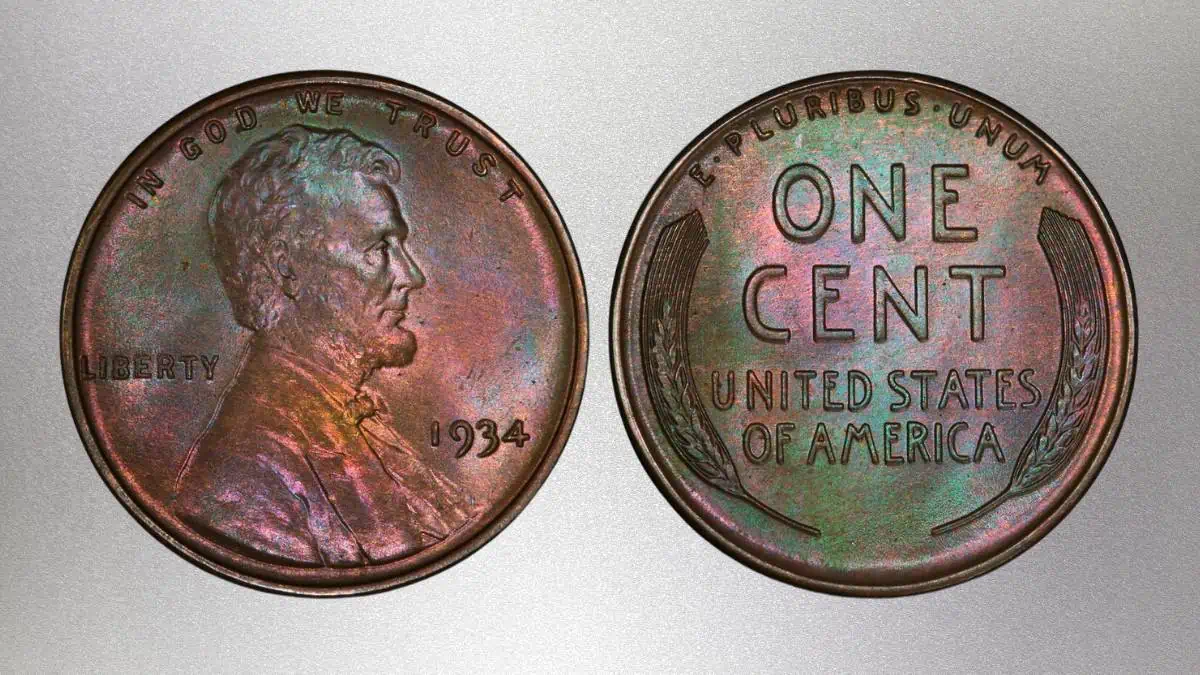 IN GOD WE TRUST
LIBERTY
1934
E·PLURIBUS·UNUM
ONE
CENT
UNITED STATES
OF AMERICA